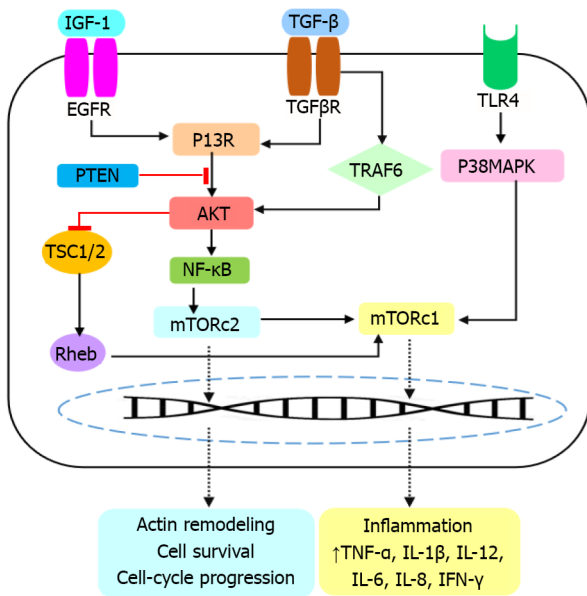 IGF-1
TGF-β
EGFR
TGFβR
TLR4
P13R
PTEN
TRAF6
P38MAPK
AKT
TSC1/2
NF-κB
mTORc2
mTORc1
Rheb
Actin remodeling
Cell survival
Cell-cycle progression
Inflammation
↑TNF-α, IL-1β, IL-12,
IL-6, IL-8, IFN-γ